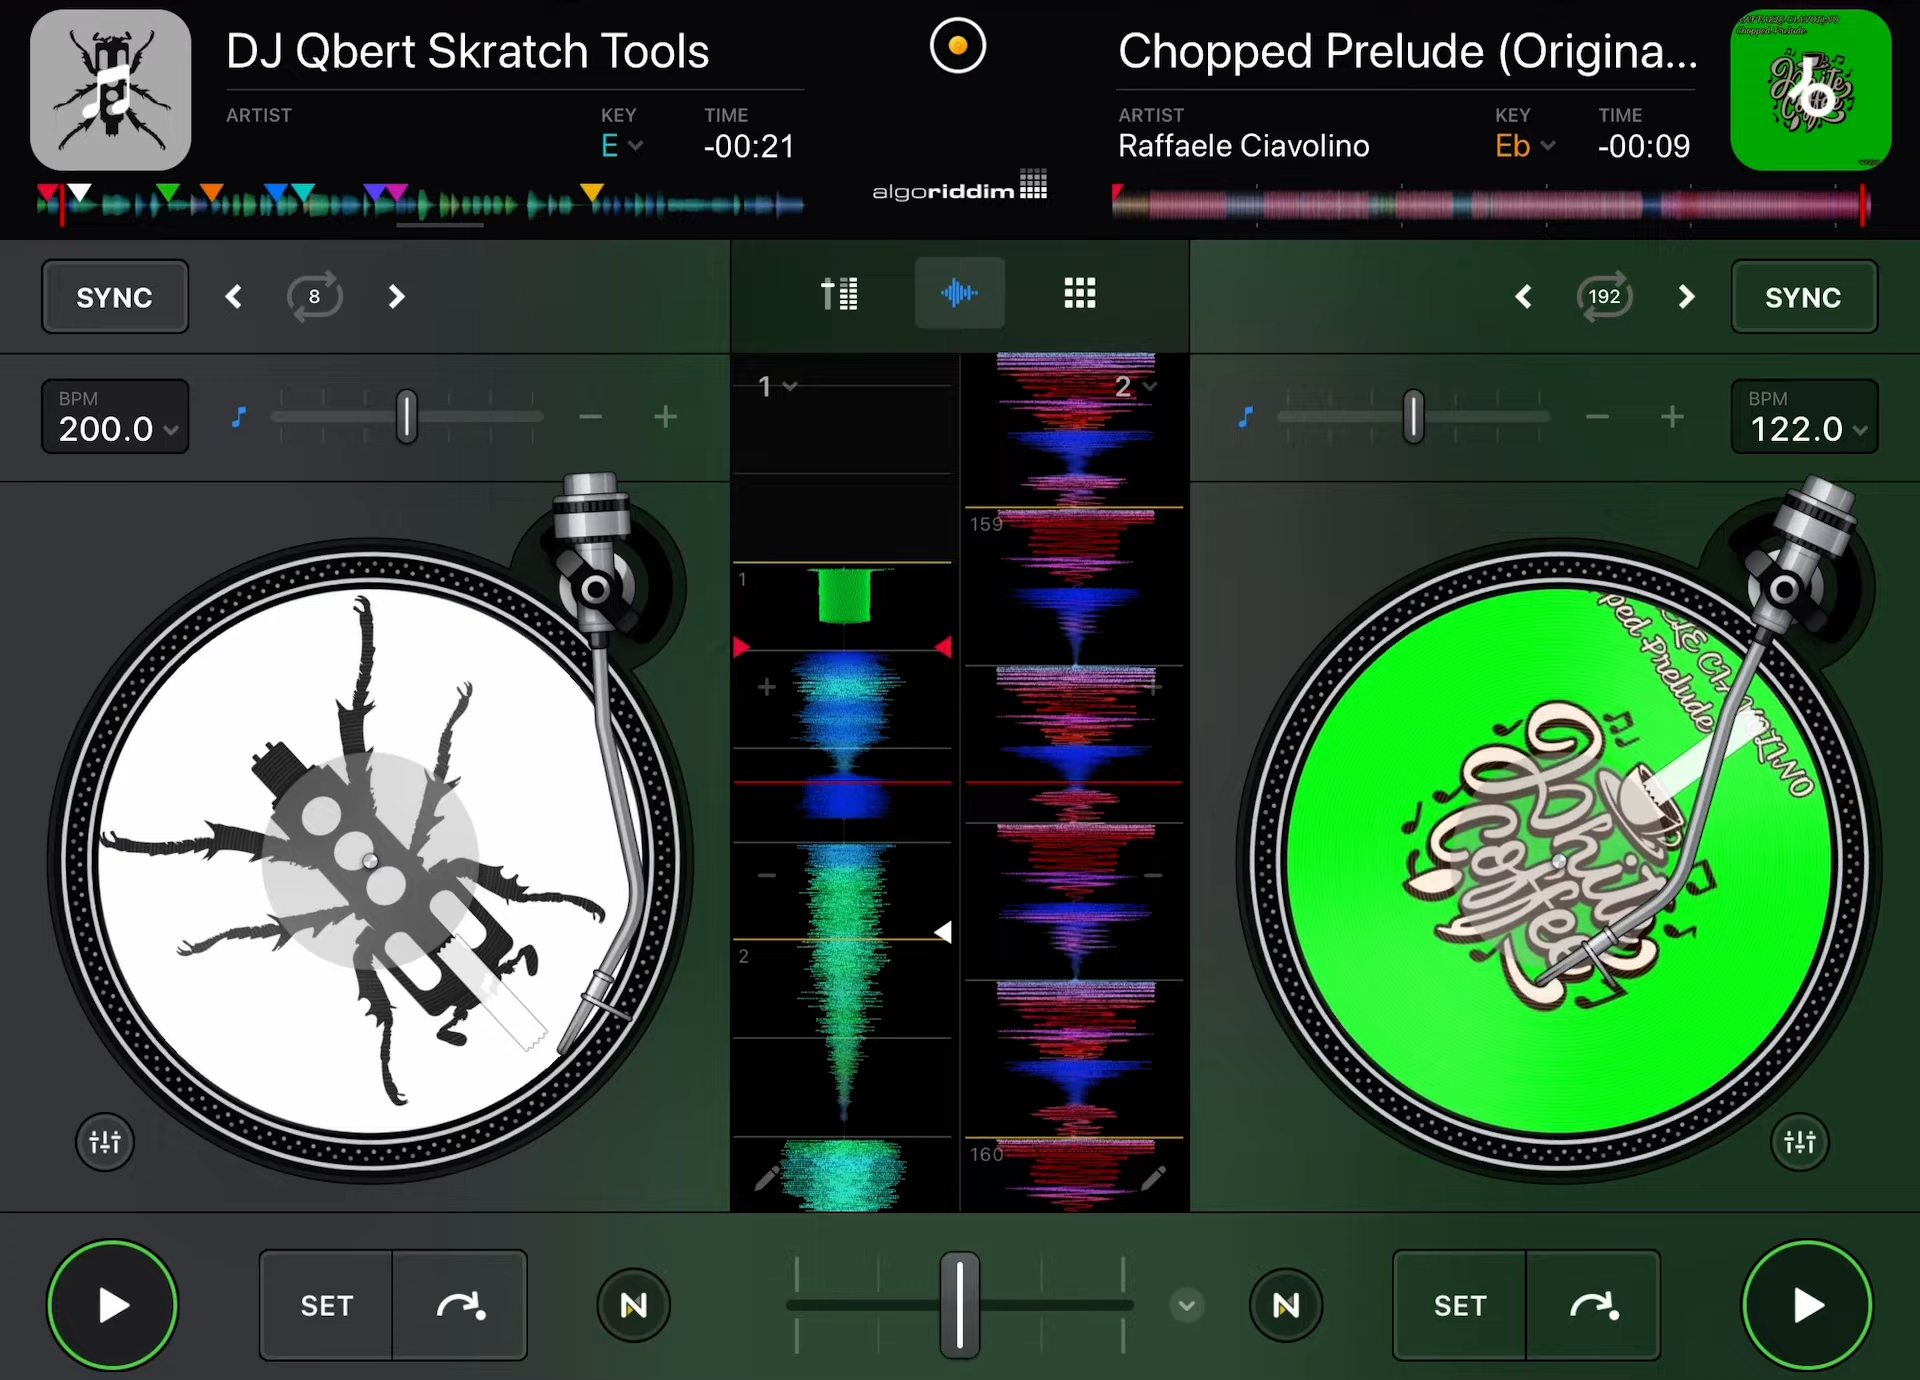 DJ Qbert Skratch Tools
ARTIST
KEY
TIME
E
-00:21
algoriddim
Chopped Prelude (Origina...
ARTIST
KEY
TIME
Raffaele Ciavolino
Eb
-00:09
SYNC
8
192
SYNC
BPM
200.0
1
2
BPM
122.0
159
1
2
160
White
Coffee
SET
N
N
SET